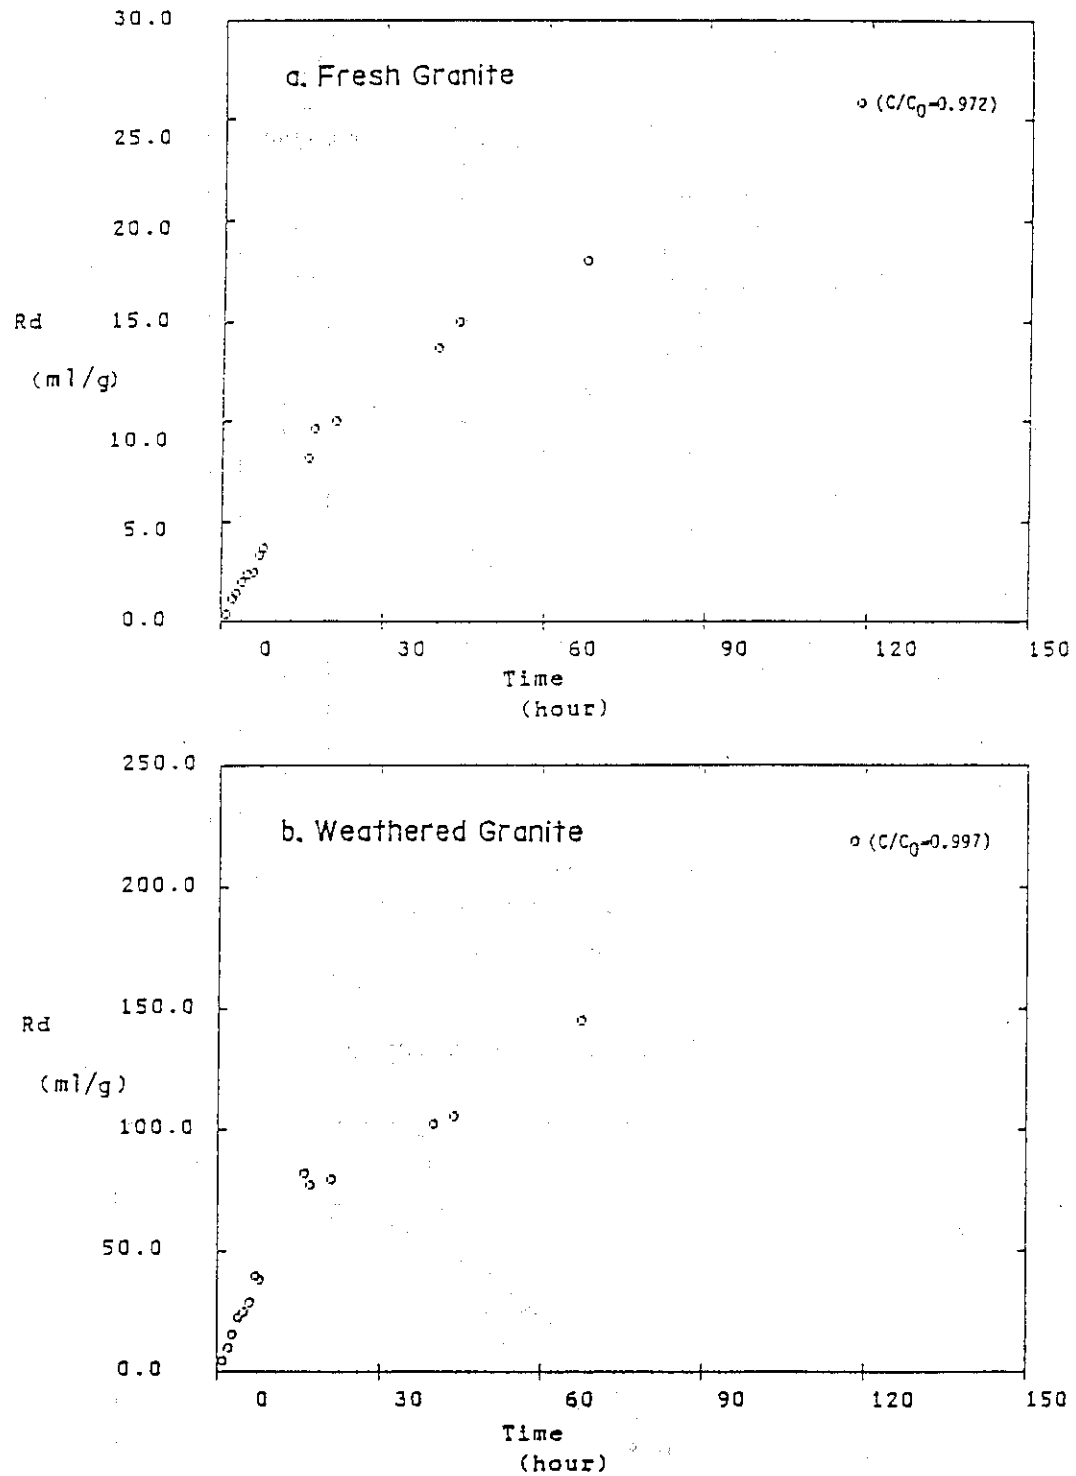 30.0
a. Fresh Granite
(C/C0=0.972)
25.0
20.0
Rd 15.0
(ml/g)
10.0
5.0
0.0
0 30 60 90 120 150
Time
(hour)
250.0
b. Weathered Granite
(C/C0=0.997)
200.0
150.0
Rd
(ml/g)
100.0
50.0
0.0
0 30 60 90 120 150
Time
(hour)